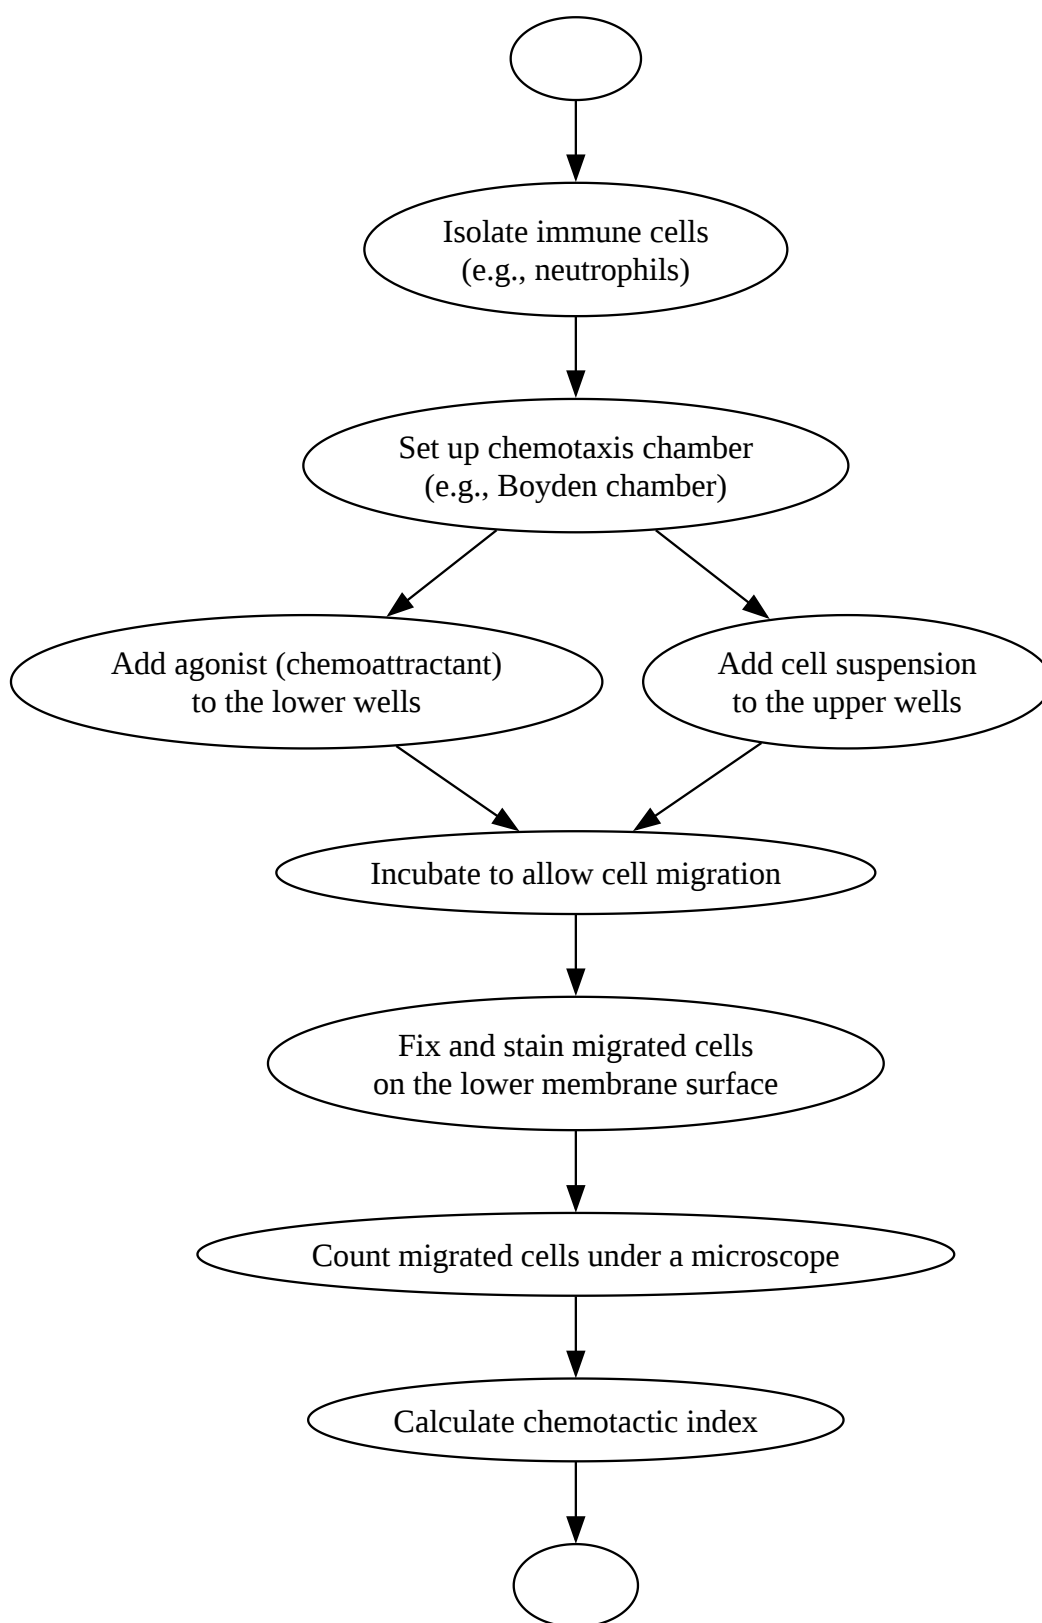 Isolate immune cells
(e.g., neutrophils)
Set up chemotaxis chamber
(e.g., Boyden chamber)
Add agonist (chemoattractant)
to the lower wells
Add cell suspension
to the upper wells
Incubate to allow cell migration
Fix and stain migrated cells
on the lower membrane surface
Count migrated cells under a microscope
Calculate chemotactic index